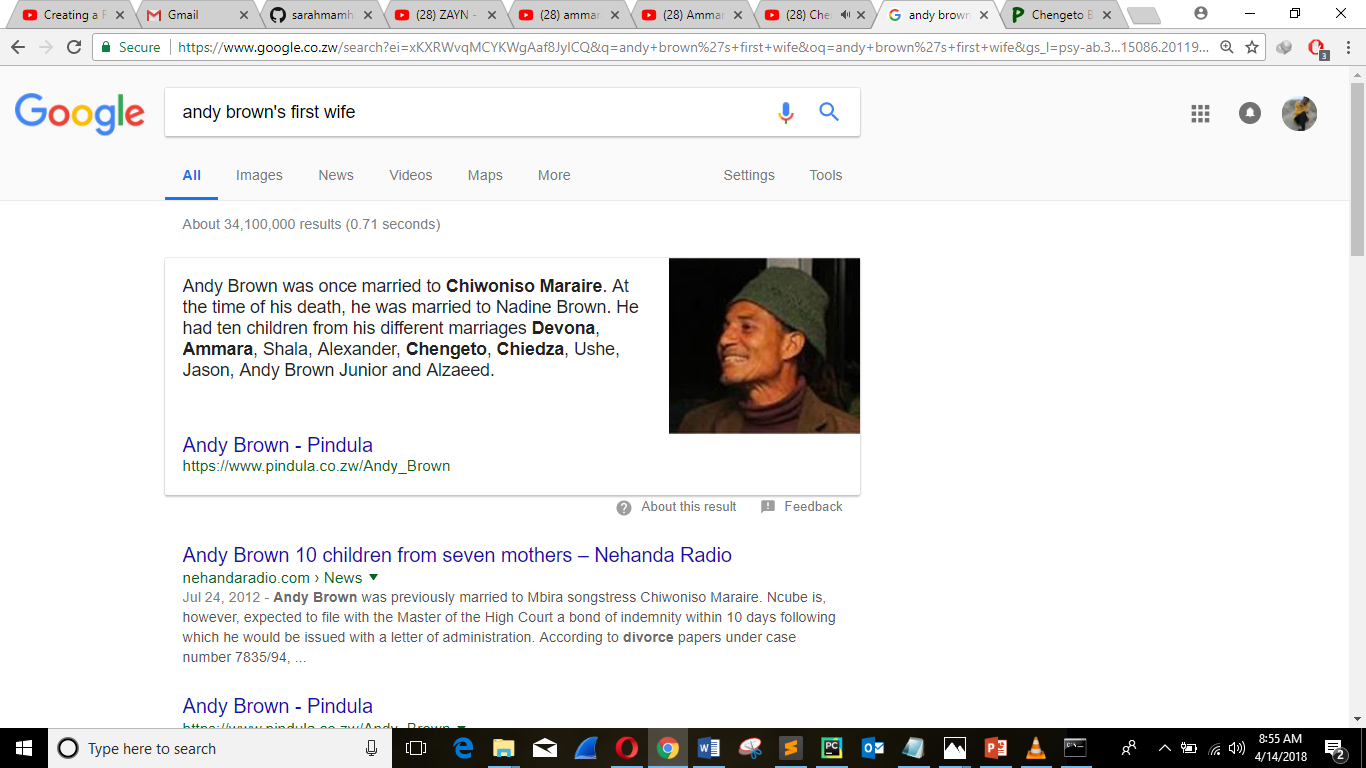 Creating a F
Gmail
sarahmamh
(28) ZAYN -
(28) ammar
(28) Ammar
(28) Che
andy brown
Chengeto B
Secure
https://www.google.co.zw/search?ei=xKXRWvqMCYKWgAaf8JyICQ&q=andy+brown%27s+first+wife&oq=andy+brown%27s+first+wife&gs_l=psy-ab.3...15086.20119...
3
Google
andy brown's first wife
All
Images
News
Videos
Maps
More
Settings
Tools
About 34,100,000 results (0.71 seconds)
Andy Brown was once married to Chiwoniso Maraire. At
the time of his death, he was married to Nadine Brown. He
had ten children from his different marriages Devona,
Ammara, Shala, Alexander, Chengeto, Chiedza, Ushe,
Jason, Andy Brown Junior and Alzaeed.
Andy Brown - Pindula
https://www.pindula.co.zw/Andy_Brown
About this result
Feedback
Andy Brown 10 children from seven mothers – Nehanda Radio
nehandaradio.com › News
Jul 24, 2012 - Andy Brown was previously married to Mbira songstress Chiwoniso Maraire. Ncube is,
however, expected to file with the Master of the High Court a bond of indemnity within 10 days following
which he would be issued with a letter of administration. According to divorce papers under case
number 7835/94, ...
Andy Brown - Pindula
https://www.pindula.co.zw/Andy_Brown
Type here to search
8:55 AM
4/14/2018
2